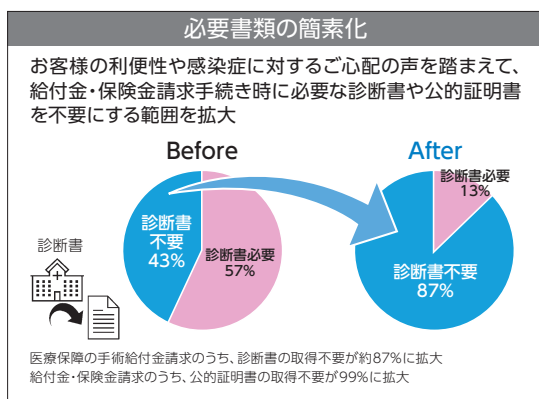 必要書類の簡素化
お客様の利便性や感染症に対するご心配の声を踏まえて、
給付金・保険金請求手続き時に必要な診断書や公的証明書
を不要にする範囲を拡大
Before
After
診断書
不要
43%
診断書必要
57%
診断書必要
13%
診断書不要
87%
診断書
医療保障の手術給付金請求のうち、診断書の取得不要が約87%に拡大
給付金・保険金請求のうち、公的証明書の取得不要が99%に拡大